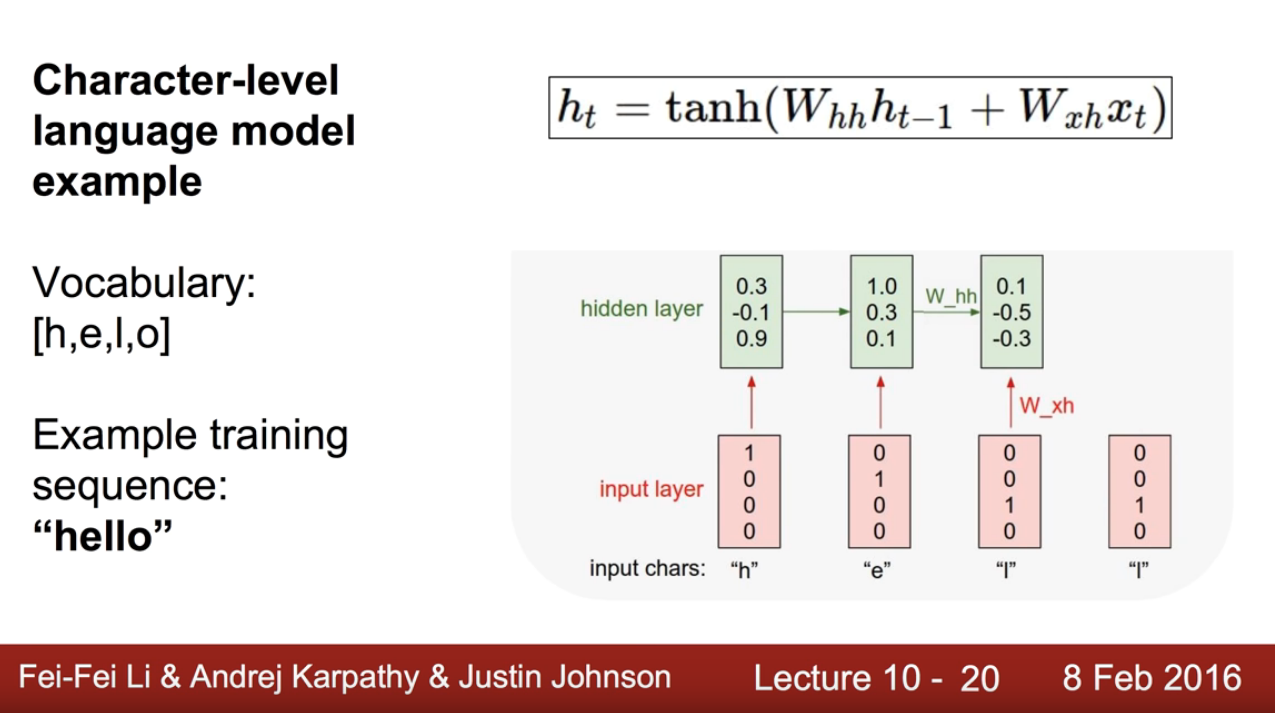 Character-level
language model
example
Vocabulary:
[h,e,l,o]
Example training
sequence:
“hello”
h_t = tanh(W_{hh}h_{t−1} + W_{xh}x_t)
hidden layer
0.3
-0.1
0.9
1.0
0.3
0.1
W_hh
0.1
-0.5
-0.3
W_xh
input layer
1
0
0
0
0
1
0
0
0
0
1
0
0
0
1
0
input chars: “h” “e” “l” “l”
Fei-Fei Li & Andrej Karpathy & Justin Johnson Lecture 10 - 20 8 Feb 2016